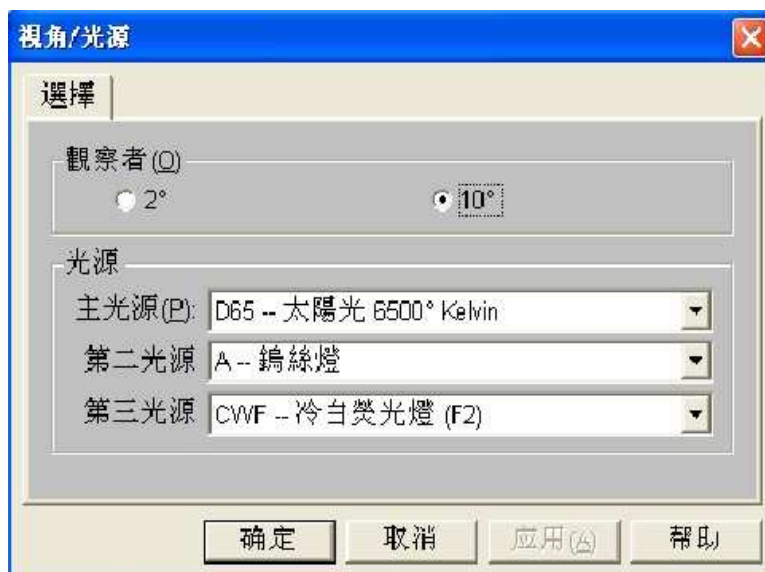 視角/光源
選擇
觀察者(O)
2°
10°
光源
主光源(P): D65 -- 太陽光 6500° Kelvin
第二光源 A -- 鎢絲燈
第三光源 CWF -- 冷白熒光燈 (F2)
确定 取消 应用(A) 帮助